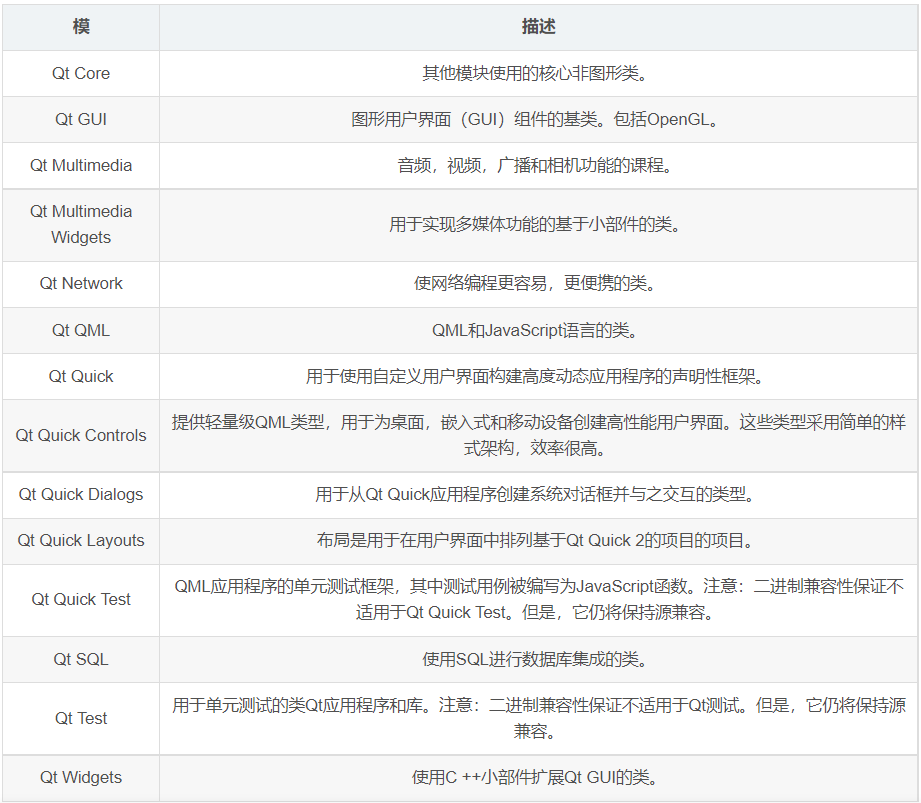 模 描述
Qt Core 其他模块使用的核心非图形类。
Qt GUI 图形用户界面（GUI）组件的基类。包括OpenGL。
Qt Multimedia 音频，视频，广播和相机功能的课程。
Qt Multimedia
Widgets
用于实现多媒体功能的基于小部件的类。
Qt Network 使网络编程更容易，更便携的类。
Qt QML QML和JavaScript语言的类。
Qt Quick 用于使用自定义用户界面构建高度动态应用程序的声明性框架。
Qt Quick Controls
提供轻量级QML类型，用于为桌面，嵌入式和移动设备创建高性能用户界面。这些类型采用简单的样
式架构，效率很高。
Qt Quick Dialogs 用于从Qt Quick应用程序创建系统对话框并与之交互的类型。
Qt Quick Layouts 布局是用于在用户界面中排列基于Qt Quick 2的项目的项目。
Qt Quick Test
QML应用程序的单元测试框架，其中测试用例被编写为JavaScript函数。注意：二进制兼容性保证不
适用于Qt Quick Test。但是，它仍将保持源兼容。
Qt SQL 使用SQL进行数据库集成的类。
Qt Test
用于单元测试的类Qt应用程序和库。注意：二进制兼容性保证不适用于Qt测试。但是，它仍将保持源
兼容。
Qt Widgets 使用C ++小部件扩展Qt GUI的类。